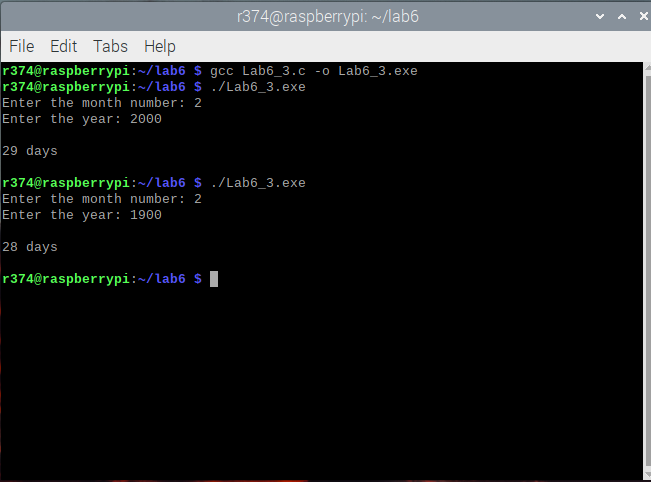 r374@raspberrypi: ~/lab6
File Edit Tabs Help
r374@raspberrypi:~/lab6 $ gcc Lab6_3.c -o Lab6_3.exe
r374@raspberrypi:~/lab6 $ ./Lab6_3.exe
Enter the month number: 2
Enter the year: 2000
29 days
r374@raspberrypi:~/lab6 $ ./Lab6_3.exe
Enter the month number: 2
Enter the year: 1900
28 days
r374@raspberrypi:~/lab6 $